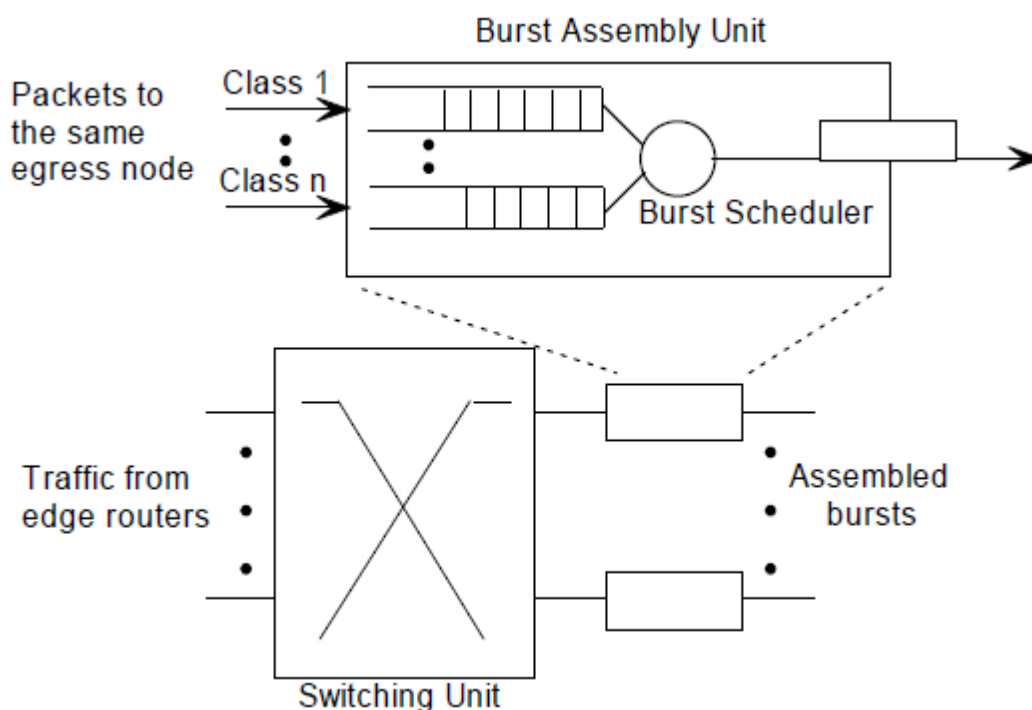 Burst Assembly Unit
Packets to
the same
egress node
Class 1
Class n
Burst Scheduler
Traffic from
edge routers
Assembled
bursts
Switching Unit